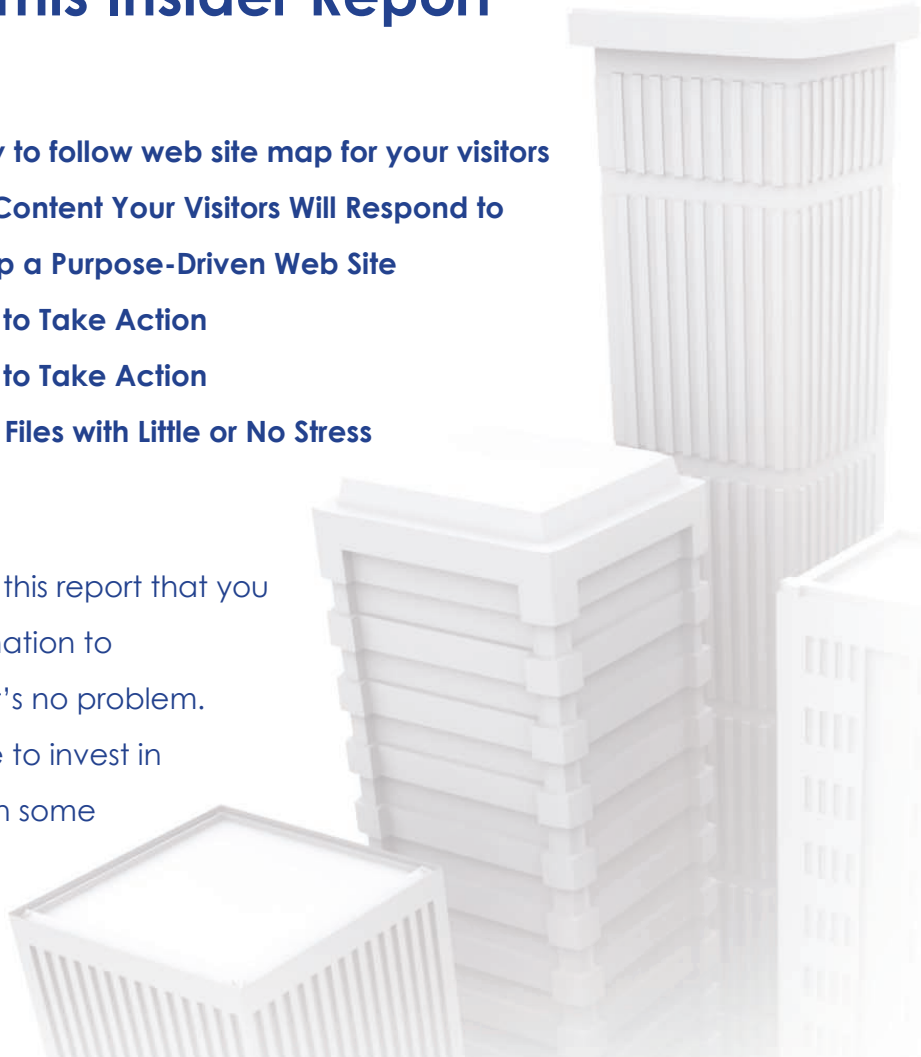 This Insider Report
y to follow web site map for your visitors
Content Your Visitors Will Respond to
p a Purpose-Driven Web Site
to Take Action
to Take Action
Files with Little or No Stress
this report that you
nation to
's no problem.
e to invest in
n some